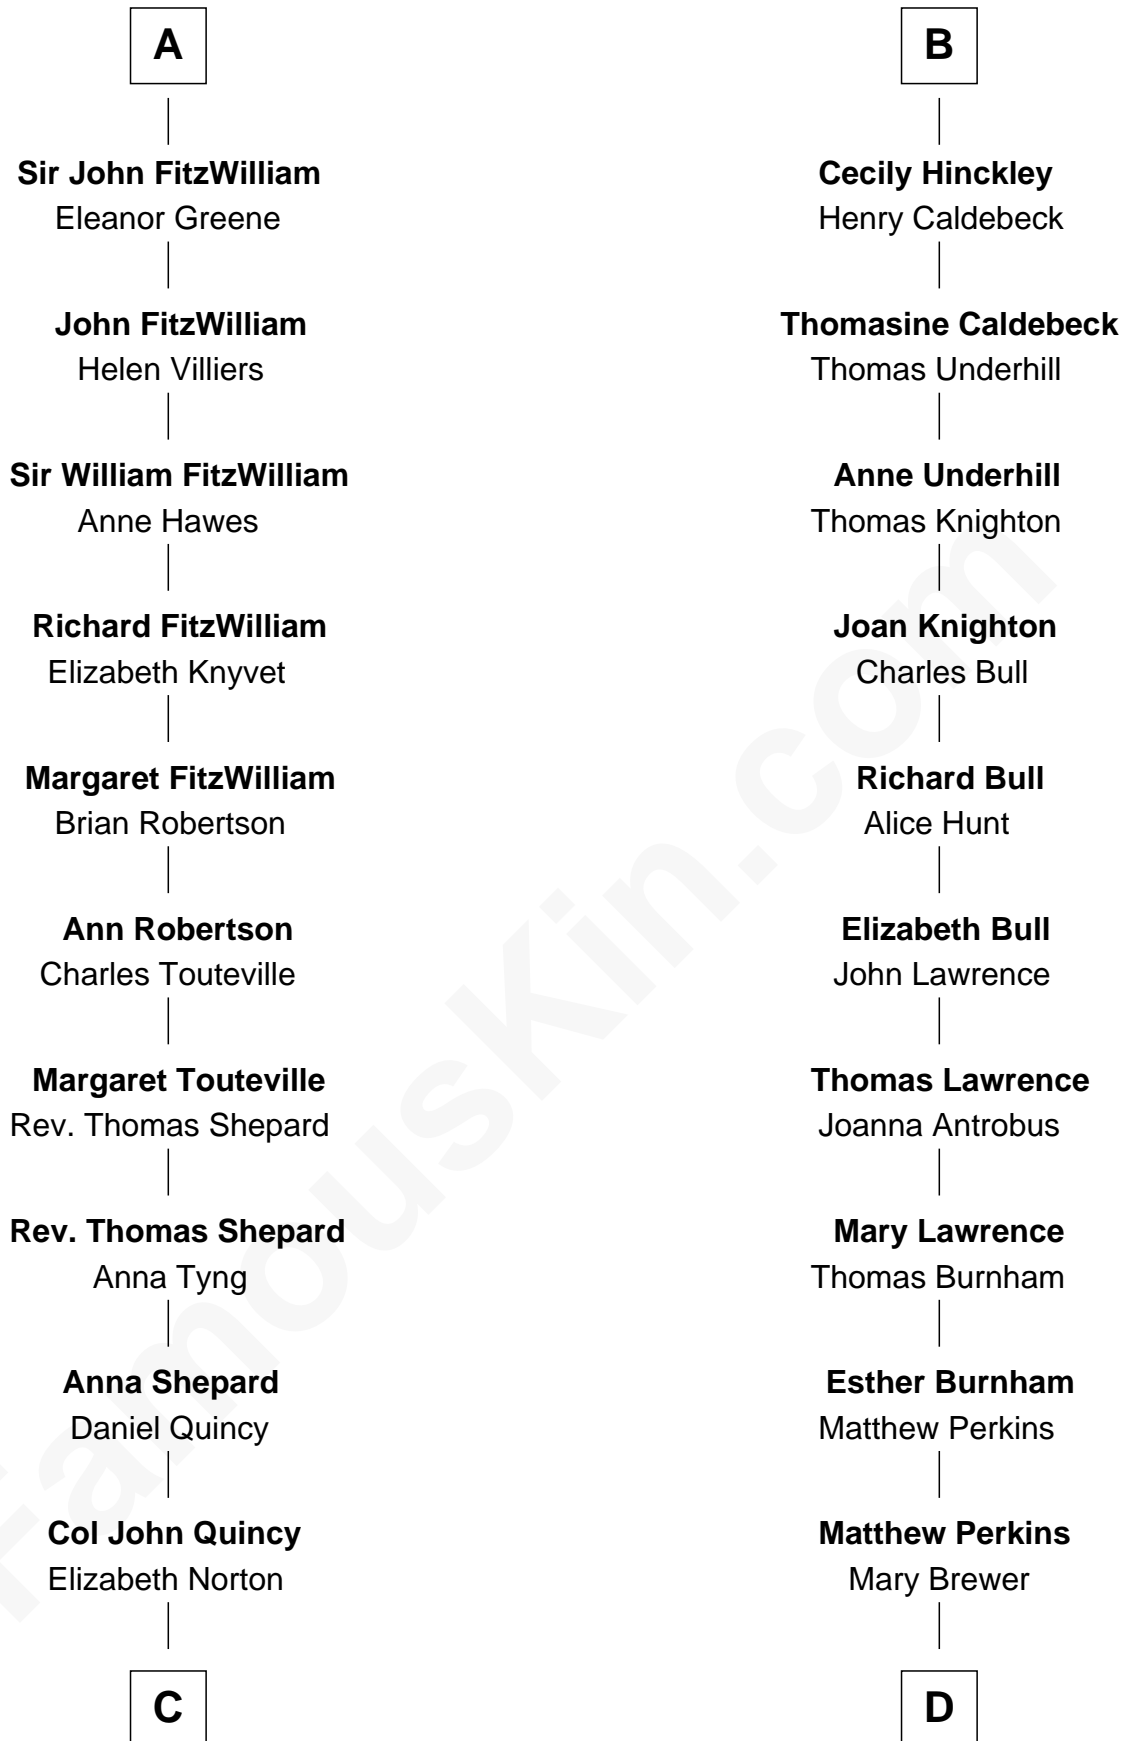 A
Sir John FitzWilliam
Eleanor Greene
John FitzWilliam
Helen Villiers
Sir William FitzWilliam
Anne Hawes
Richard FitzWilliam
Elizabeth Knyvet
Margaret FitzWilliam
Brian Robertson
Ann Robertson
Charles Touteville
Margaret Touteville
Rev. Thomas Shepard
Rev. Thomas Shepard
Anna Tyng
Anna Shepard
Daniel Quincy
Col John Quincy
Elizabeth Norton
C
B
Cecily Hinckley
Henry Caldebeck
Thomasine Caldebeck
Thomas Underhill
Anne Underhill
Thomas Knighton
Joan Knighton
Charles Bull
Richard Bull
Alice Hunt
Elizabeth Bull
John Lawrence
Thomas Lawrence
Joanna Antrobus
Mary Lawrence
Thomas Burnham
Esther Burnham
Matthew Perkins
Matthew Perkins
Mary Brewer
D
FamousKin.com